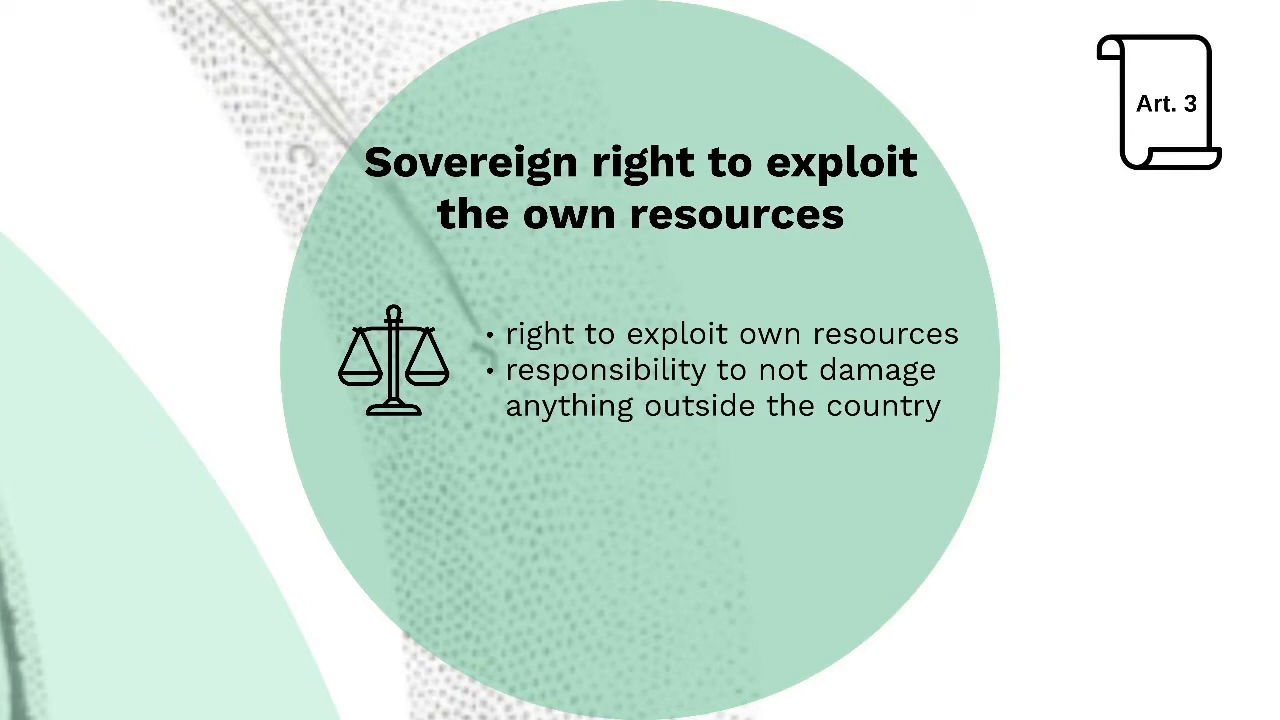 Art. 3
Sovereign right to exploit
the own resources
• right to exploit own resources
• responsibility to not damage
anything outside the country